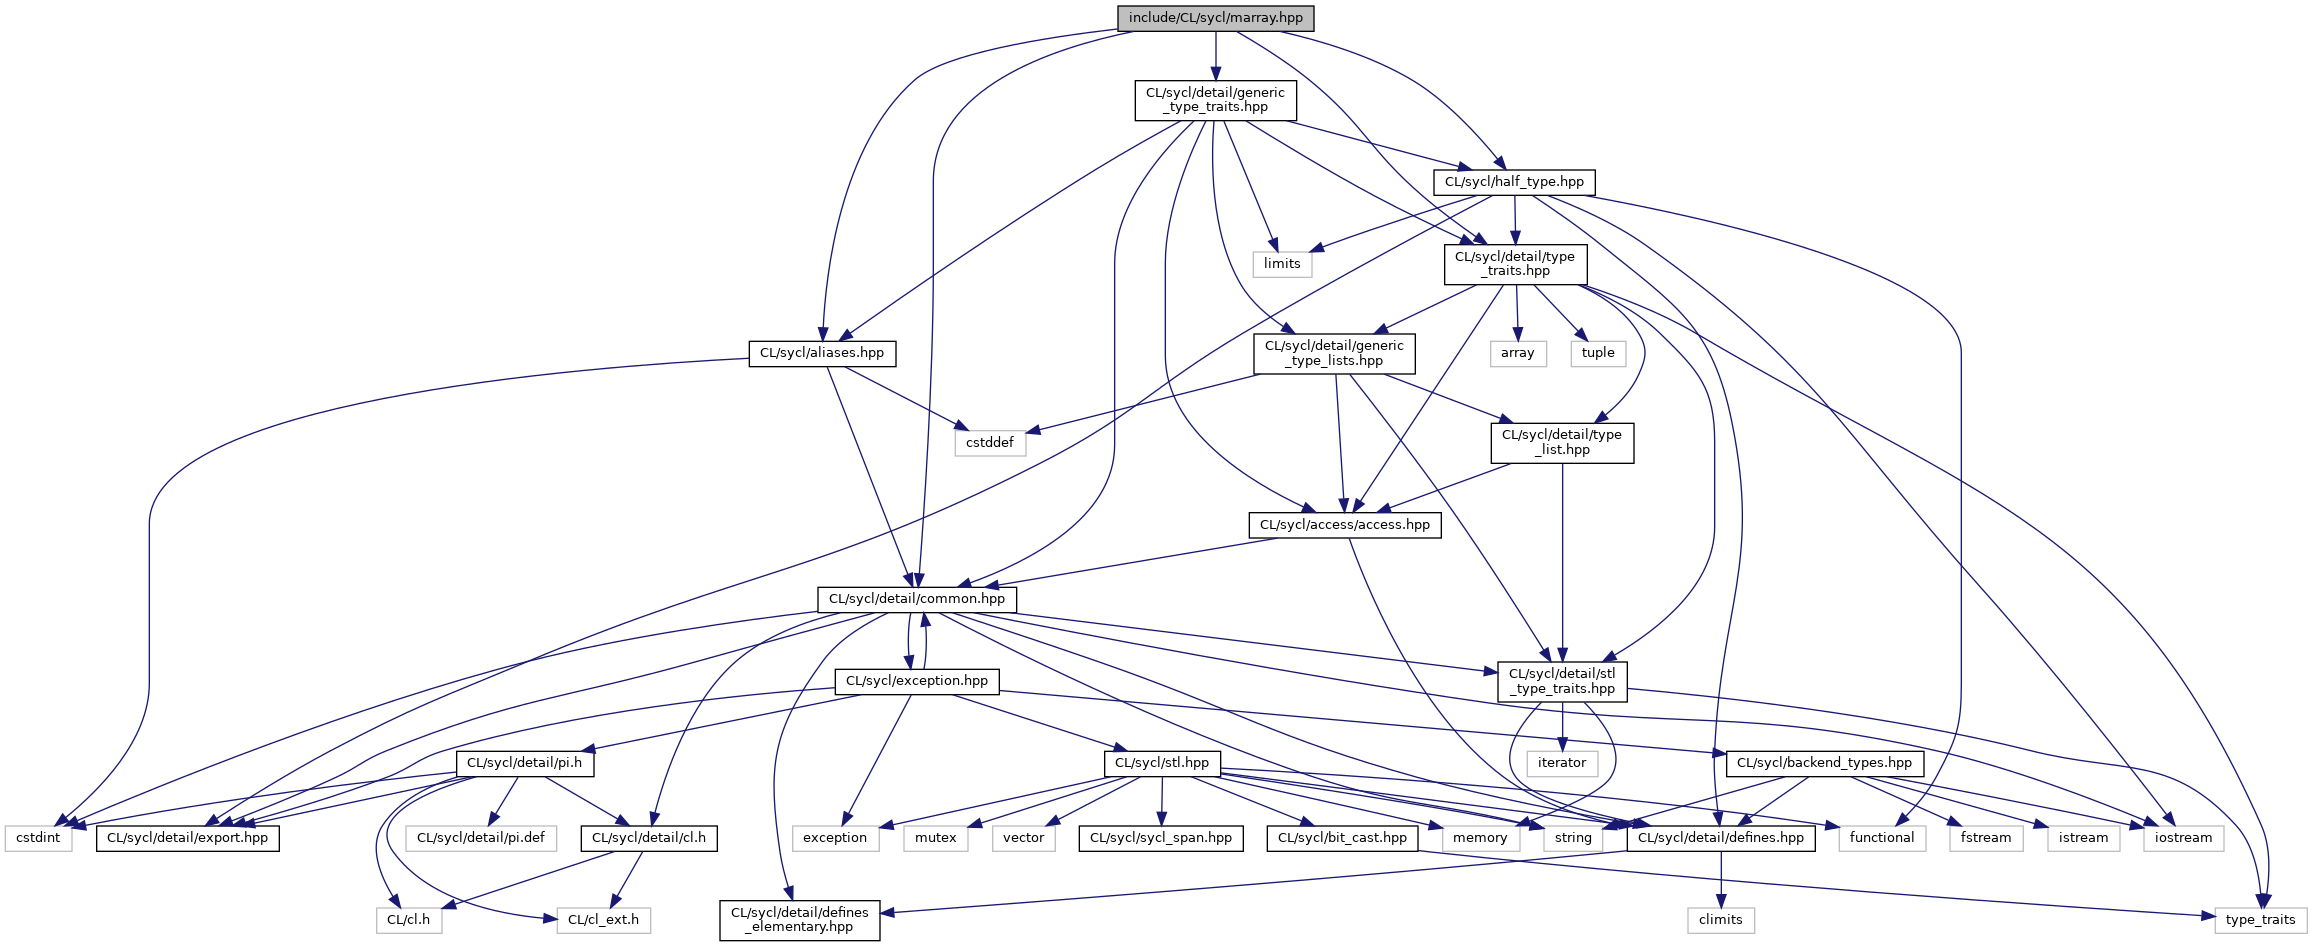 include/CL/sycl/marray.hpp
CL/sycl/detail/generic
_type_traits.hpp
CL/sycl/half_type.hpp
limits
CL/sycl/detail/type
_traits.hpp
CL/sycl/aliases.hpp
CL/sycl/detail/generic
_type_lists.hpp
array
tuple
cstddef
CL/sycl/detail/type
_list.hpp
CL/sycl/access/access.hpp
CL/sycl/detail/common.hpp
CL/sycl/exception.hpp
CL/sycl/detail/stl
_type_traits.hpp
CL/sycl/detail/pi.h
CL/sycl/stl.hpp
iterator
CL/sycl/backend_types.hpp
cstdint
CL/sycl/detail/export.hpp
CL/sycl/detail/pi.def
CL/sycl/detail/cl.h
exception
mutex
vector
CL/sycl/sycl_span.hpp
CL/sycl/bit_cast.hpp
memory
string
CL/sycl/detail/defines.hpp
functional
fstream
istream
iostream
CL/cl.h
CL/cl_ext.h
CL/sycl/detail/defines
_elementary.hpp
climits
type_traits